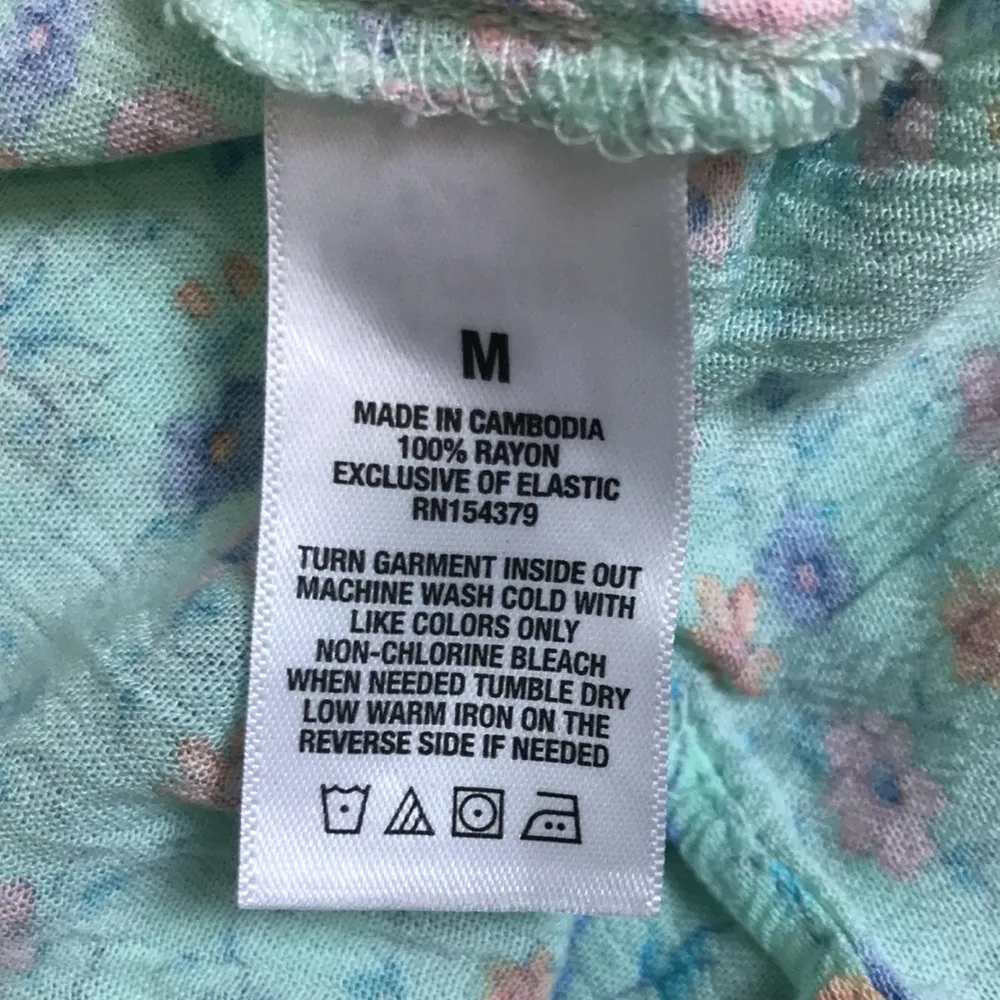 M
MADE IN CAMBODIA
100% RAYON
EXCLUSIVE OF ELASTIC
RN154379
TURN GARMENT INSIDE OUT
MACHINE WASH COLD WITH
LIKE COLORS ONLY
NON-CHLORINE BLEACH
WHEN NEEDED TUMBLE DRY
LOW WARM IRON ON THE
REVERSE SIDE IF NEEDED